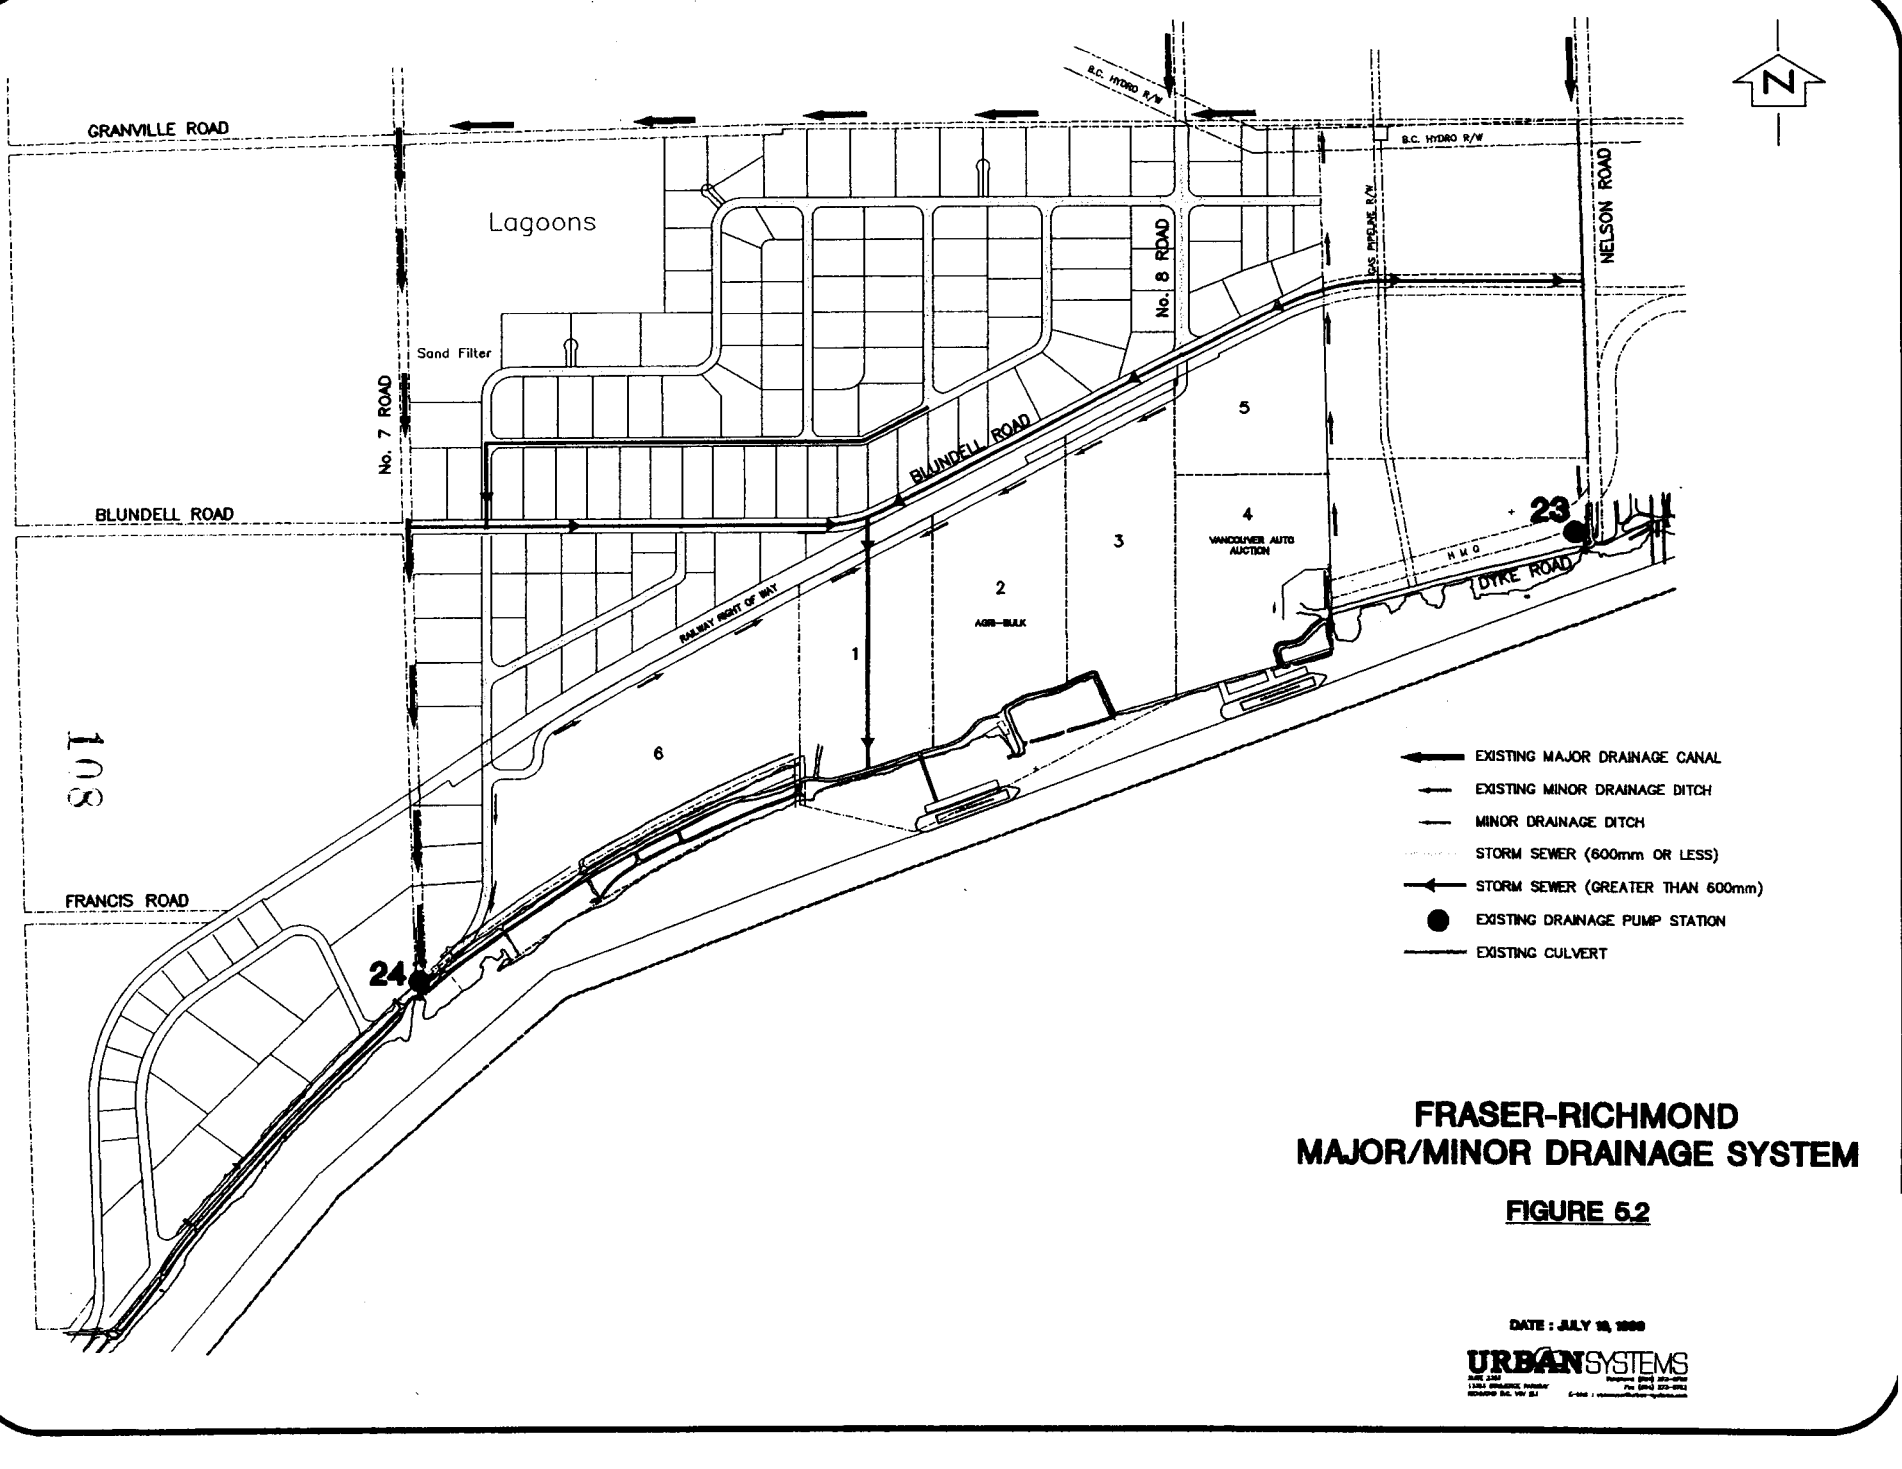 B.C. HYDRO R/W
N
GRANVILLE ROAD
B.C. HYDRO R/W
NELSON ROAD
GAS PIPELINE R/W
Lagoons
No. 8 ROAD
Sand Filter
No. 7 ROAD
5
BLUNDELL ROAD
BLUNDELL ROAD
23
4
VANCOUVER AUTO
AUCTION
3
H M Q
DYKE ROAD
2
AGRI-BULK
RAILWAY RIGHT OF WAY
1
6
108
EXISTING MAJOR DRAINAGE CANAL
EXISTING MINOR DRAINAGE DITCH
MINOR DRAINAGE DITCH
STORM SEWER (600mm OR LESS)
STORM SEWER (GREATER THAN 600mm)
EXISTING DRAINAGE PUMP STATION
EXISTING CULVERT
FRANCIS ROAD
24
FRASER-RICHMOND
MAJOR/MINOR DRAINAGE SYSTEM
FIGURE 5.2
DATE : JULY
URBAN SYSTEMS